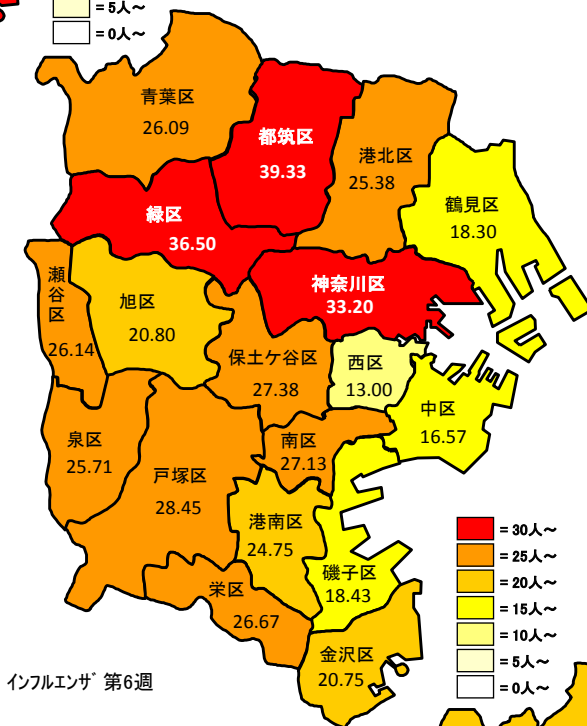 = 5人～
= 0人～
青葉区
26.09
都筑区
39.33
港北区
25.38
鶴見区
18.30
緑区
36.50
神奈川区
33.20
瀬谷区
26.14
旭区
20.80
保土ケ谷区
27.38
西区
13.00
中区
16.57
泉区
25.71
戸塚区
28.45
南区
27.13
港南区
24.75
磯子区
18.43
栄区
26.67
金沢区
20.75
= 30人～
= 25人～
= 20人～
= 15人～
= 10人～
= 5人～
= 0人～
インフルエンザ 第6週